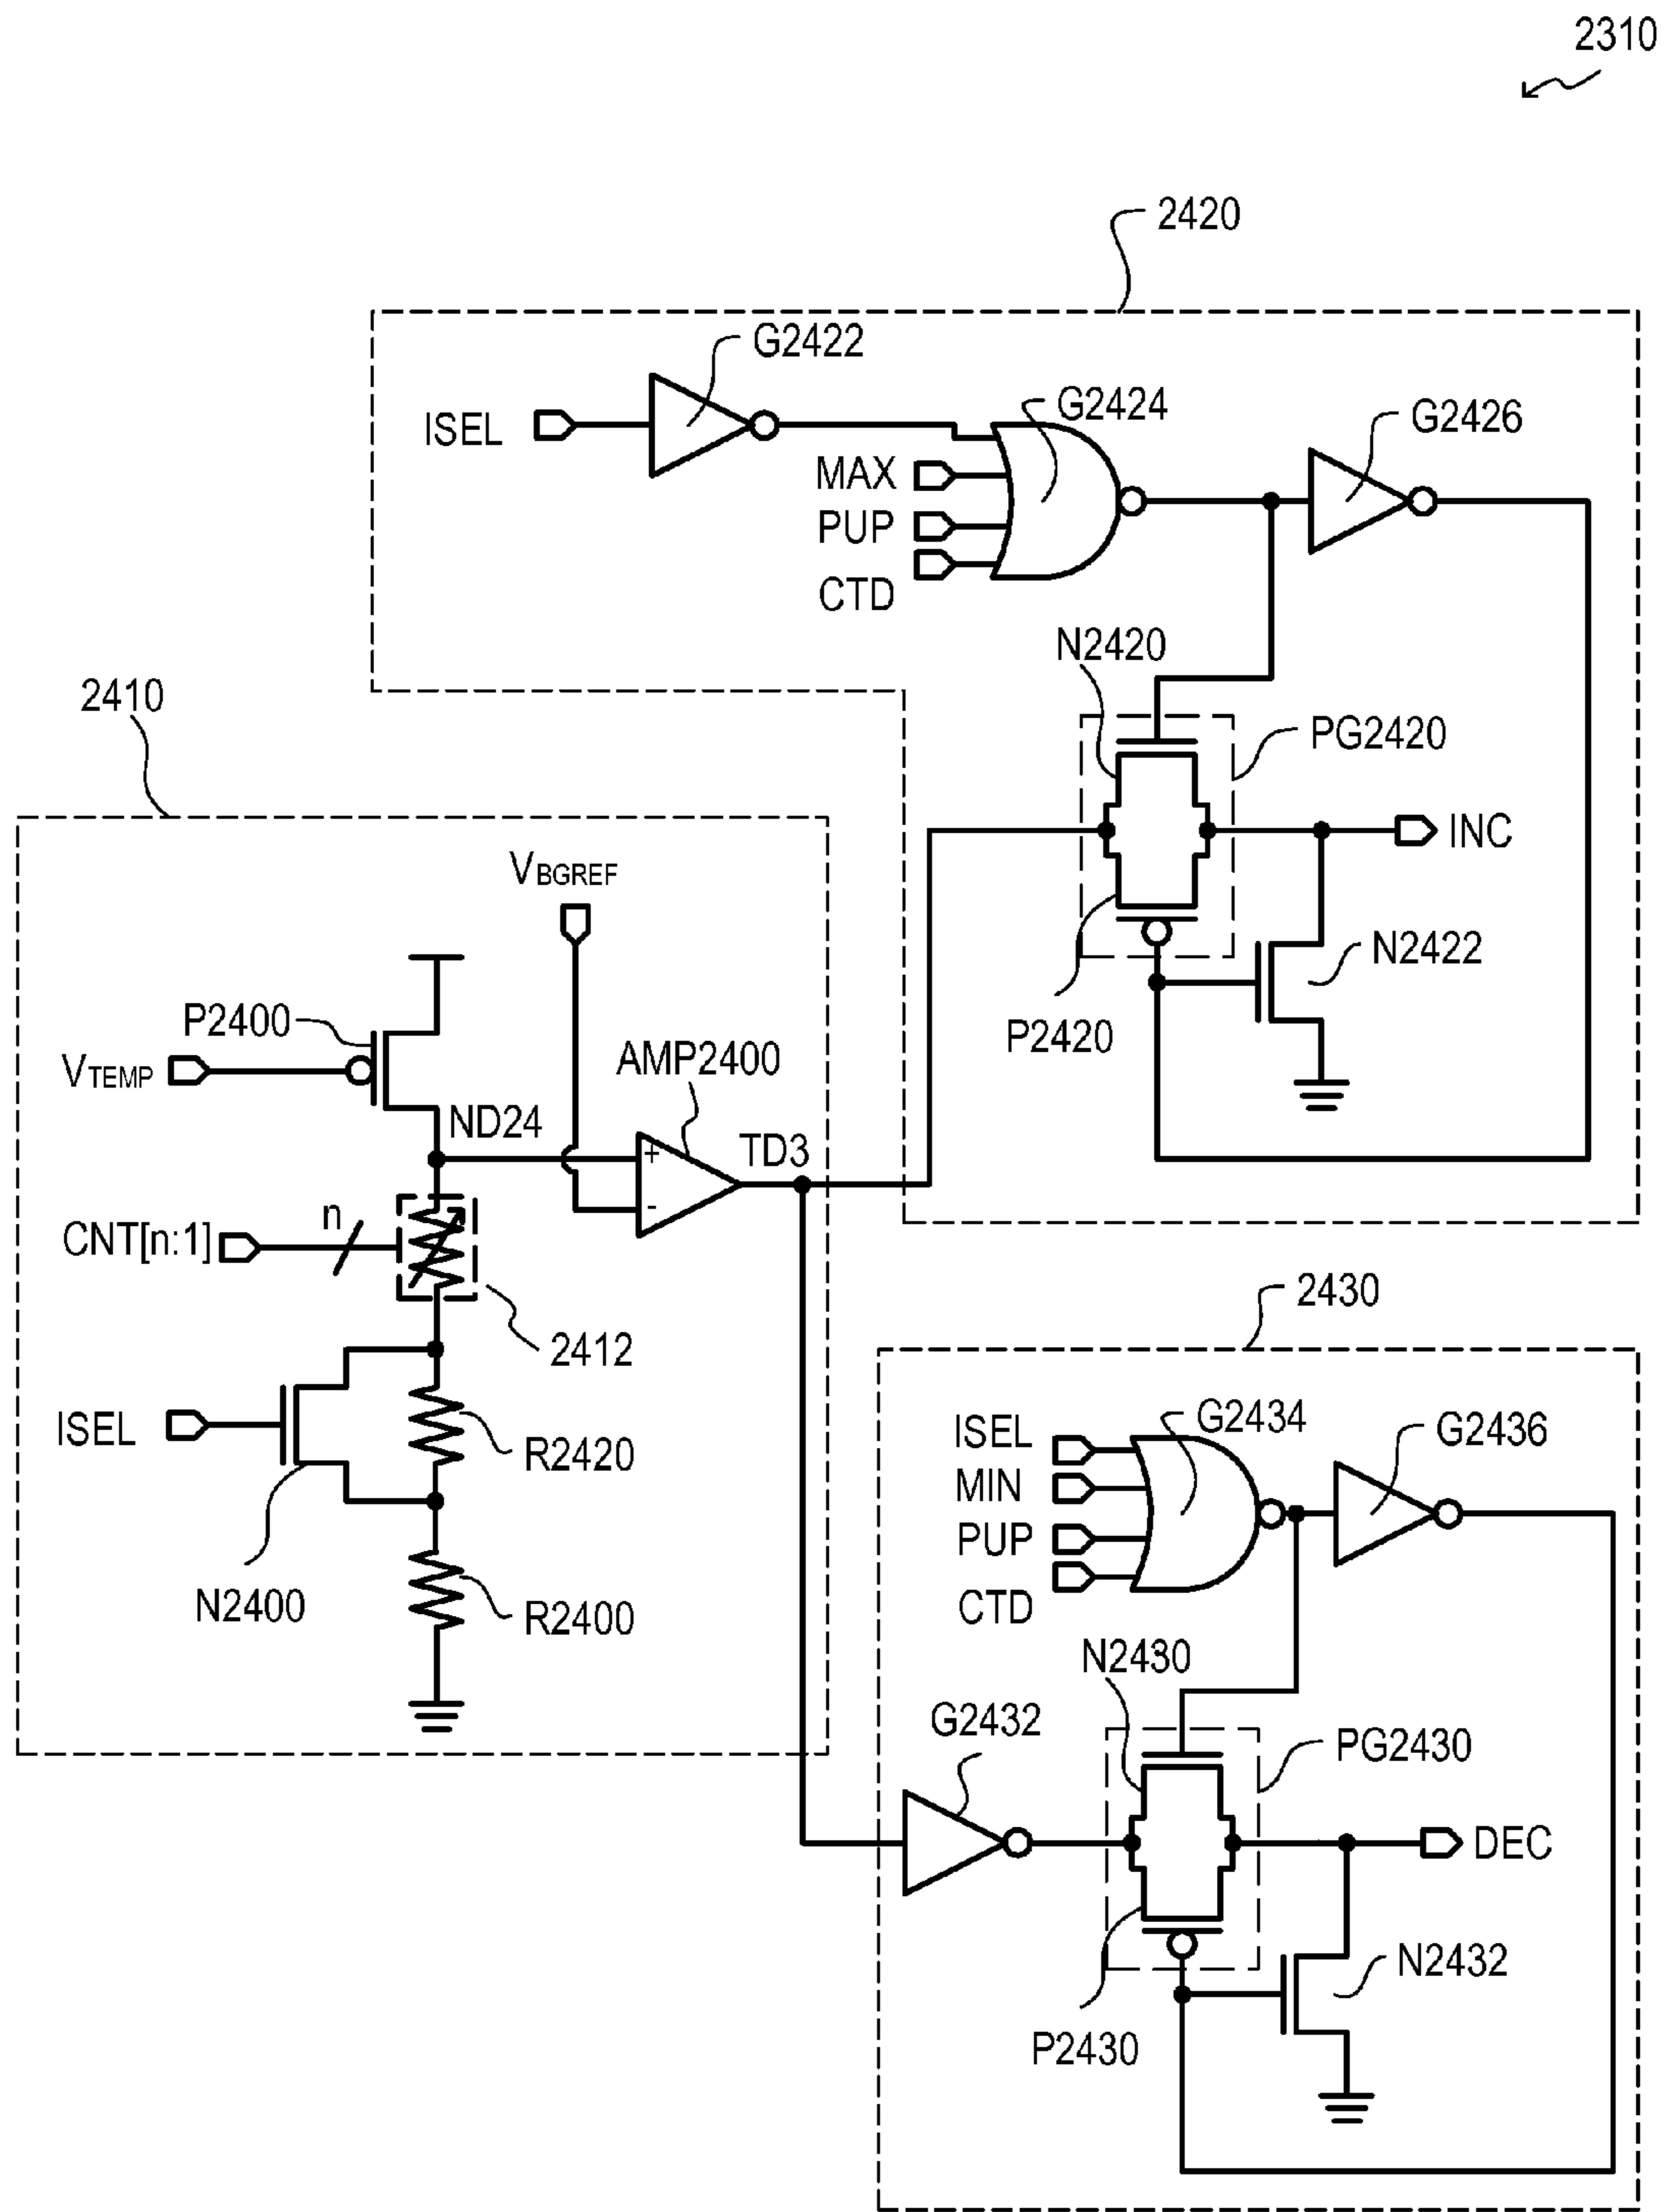 2310
2420
G2422
ISEL
G2424
G2426
MAX
PUP
CTD
N2420
PG2420
INC
N2422
P2420
2410
VBGREF
P2400
VTEMP
AMP2400
ND24
TD3
+
-
CNT[n:1]
n
2412
ISEL
R2420
N2400
R2400
2430
ISEL
G2434
G2436
MIN
PUP
CTD
N2430
G2432
PG2430
DEC
N2432
P2430